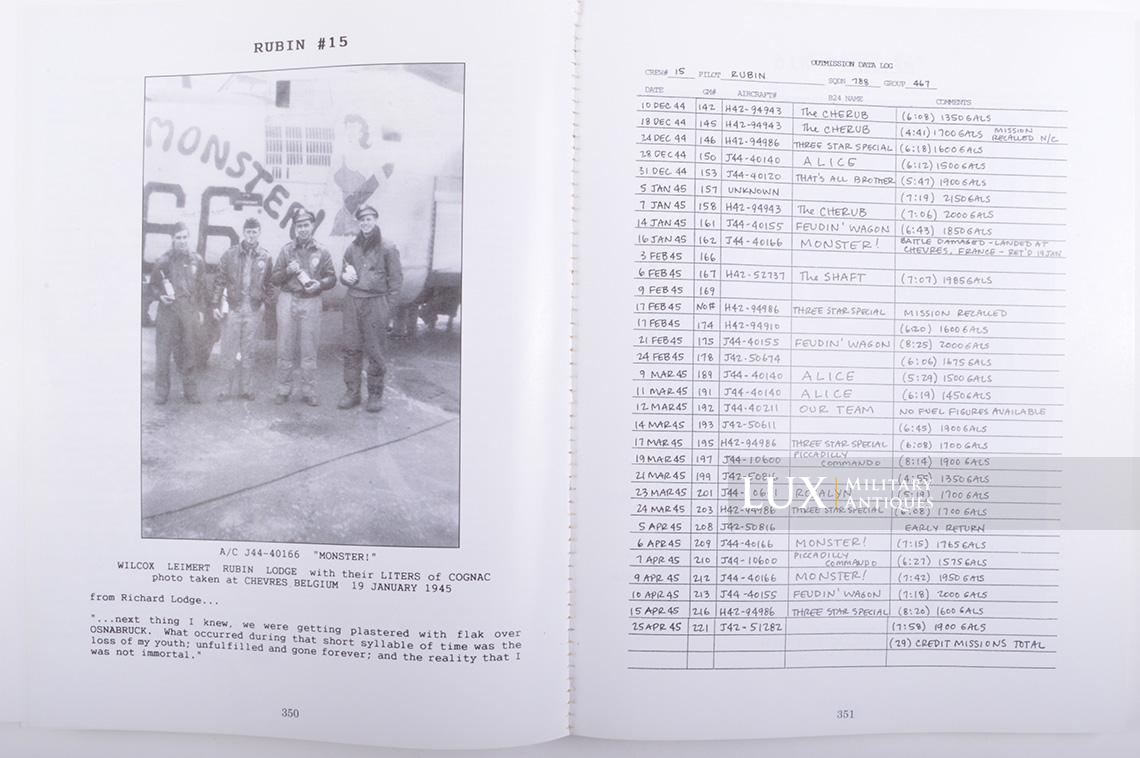 RUBIN #15
MONSTER!
66
A/C J44-40166 "MONSTER!"
WILCOX LEIMERT RUBIN LODGE with their LITERS of COGNAC
photo taken at CHEVRES BELGIUM 19 JANUARY 1945
from Richard Lodge...
"...next thing I knew, we were getting plastered with flak over
OSNABRUCK. What occurred during that short syllable of time was the
loss of my youth; unfulfilled and gone forever; and the reality that I
was not immortal."
350
OUTMISSION DATA LOG
CREW# 15 PILOT RUBIN SQDN 788 GROUP 467
DATE GM# AIRCRAFT# B24 NAME COMMENTS
10 DEC 44 142 H42-94943 The CHERUB (6:08) 1350 GALS
18 DEC 44 145 H42-94943 The CHERUB (4:41) 1700 GALS MISSION RECALLED N/C
24 DEC 44 146 H42-94986 THREE STAR SPECIAL (6:18) 1600 GALS
28 DEC 44 150 J44-40140 ALICE (6:12) 1500 GALS
31 DEC 44 153 J44-40120 THAT'S ALL BROTHER (5:47) 1900 GALS
5 JAN 45 157 UNKNOWN (7:19) 2150 GALS
7 JAN 45 158 H42-94943 The CHERUB (7:06) 2000 GALS
14 JAN 45 161 J44-40155 FEUDIN' WAGON (6:43) 1850 GALS
16 JAN 45 162 J44-40166 MONSTER! BATTLE DAMAGED - LANDED AT CHEVRES, FRANCE - RET'D 19 JAN
3 FEB 45 166
6 FEB 45 167 H42-52737 The SHAFT (7:07) 1985 GALS
9 FEB 45 169
17 FEB 45 NO# H42-94986 THREE STAR SPECIAL MISSION RECALLED
17 FEB 45 174 H42-94910 (6:20) 1600 GALS
21 FEB 45 175 J44-40155 FEUDIN' WAGON (8:25) 2000 GALS
24 FEB 45 178 J42-50674 (6:06) 1675 GALS
9 MAR 45 189 J44-40140 ALICE (5:29) 1500 GALS
11 MAR 45 191 J44-40140 ALICE (6:19) 1450 GALS
12 MAR 45 192 J44-40211 OUR TEAM NO FUEL FIGURES AVAILABLE
14 MAR 45 193 J42-50611 (6:45) 1900 GALS
17 MAR 45 195 H42-94986 THREE STAR SPECIAL (6:08) 1700 GALS
19 MAR 45 197 J44-10600 PICCADILLY COMMANDO (8:14) 1900 GALS
21 MAR 45 199 J42-50816 (4:55) 1350 GALS
23 MAR 45 201 ROSALYN (5:19) 1700 GALS
24 MAR 45 203 H42-94986 THREE STAR SPECIAL (6:08) 1700 GALS
5 APR 45 208 J42-50816 EARLY RETURN
6 APR 45 209 J44-40166 MONSTER! (7:15) 1765 GALS
7 APR 45 210 J44-10600 PICCADILLY COMMANDO (6:27) 1575 GALS
9 APR 45 212 J44-40166 MONSTER! (7:42) 1950 GALS
10 APR 45 213 J44-40155 FEUDIN' WAGON (7:18) 2000 GALS
15 APR 45 216 H42-94986 THREE STAR SPECIAL (8:20) 1600 GALS
25 APR 45 221 J42-51282 (7:58) 1900 GALS
(29) CREDIT MISSIONS TOTAL
351
LUX MILITARY ANTIQUES